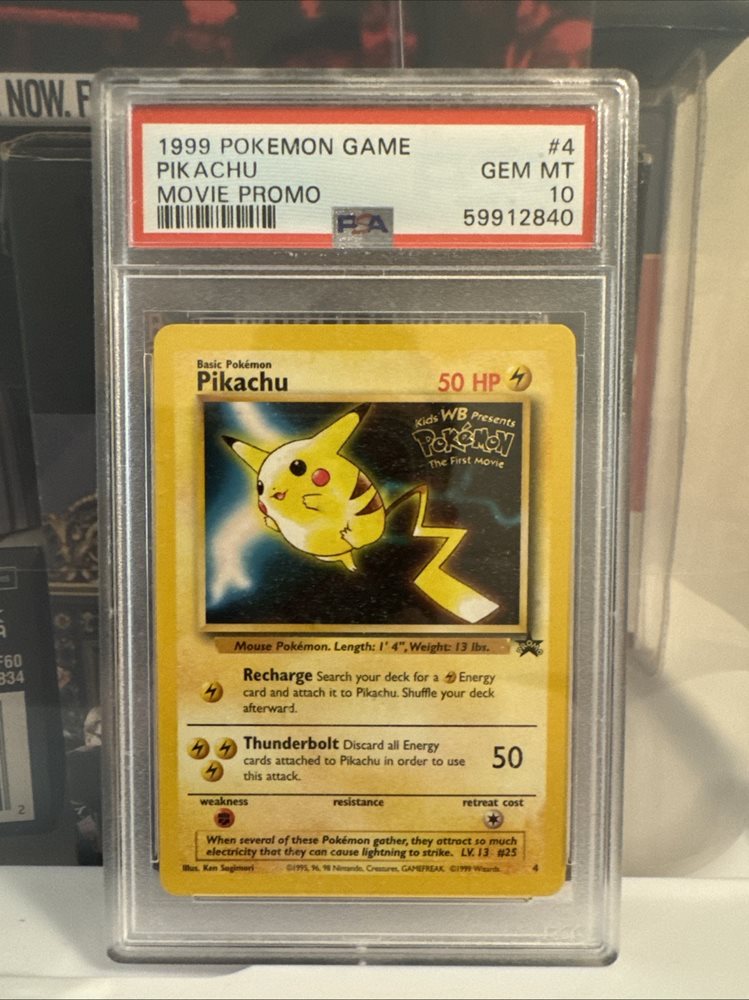 NOW. F
1999 POKEMON GAME #4
PIKACHU GEM MT
MOVIE PROMO 10
PSA 59912840
Basic Pokémon
Pikachu 50 HP
Kids WB Presents
POKéMON
The First Movie
Mouse Pokémon. Length: 1' 4", Weight: 13 lbs.
PROMO
Recharge Search your deck for a Energy
card and attach it to Pikachu. Shuffle your deck
afterward.
Thunderbolt Discard all Energy
cards attached to Pikachu in order to use
this attack.
50
weakness resistance retreat cost
When several of these Pokémon gather, they attract so much
electricity that they can cause lightning to strike. LV. 13 #25
Illus. Ken Sugimori ©1995, 96, 98 Nintendo, Creatures, GAMEFREAK. ©1999 Wizards. 4
F60
334
2